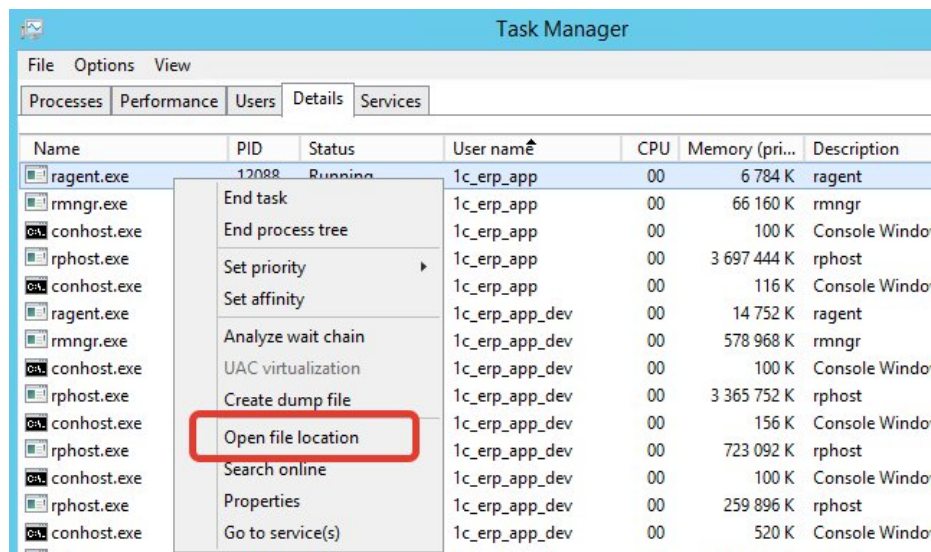 Task Manager
File Options View
Processes Performance Users Details Services
Name PID Status User name CPU Memory (pri... Description
ragent.exe 12088 Running 1c_erp_app 00 6 784 K ragent
rmngr.exe 1c_erp_app 00 66 160 K rmngr
conhost.exe 1c_erp_app 00 100 K Console Windo
rphost.exe 1c_erp_app 00 3 697 444 K rphost
conhost.exe 1c_erp_app 00 116 K Console Windo
ragent.exe 1c_erp_app_dev 00 14 752 K ragent
rmngr.exe 1c_erp_app_dev 00 578 968 K rmngr
conhost.exe 1c_erp_app_dev 00 100 K Console Windo
rphost.exe 1c_erp_app_dev 00 3 365 752 K rphost
conhost.exe 1c_erp_app_dev 00 156 K Console Windo
rphost.exe 1c_erp_app_dev 00 723 092 K rphost
conhost.exe 1c_erp_app_dev 00 100 K Console Windo
rphost.exe 1c_erp_app_dev 00 259 896 K rphost
conhost.exe 1c_erp_app_dev 00 520 K Console Windo
End task
End process tree
Set priority
Set affinity
Analyze wait chain
UAC virtualization
Create dump file
Open file location
Search online
Properties
Go to service(s)